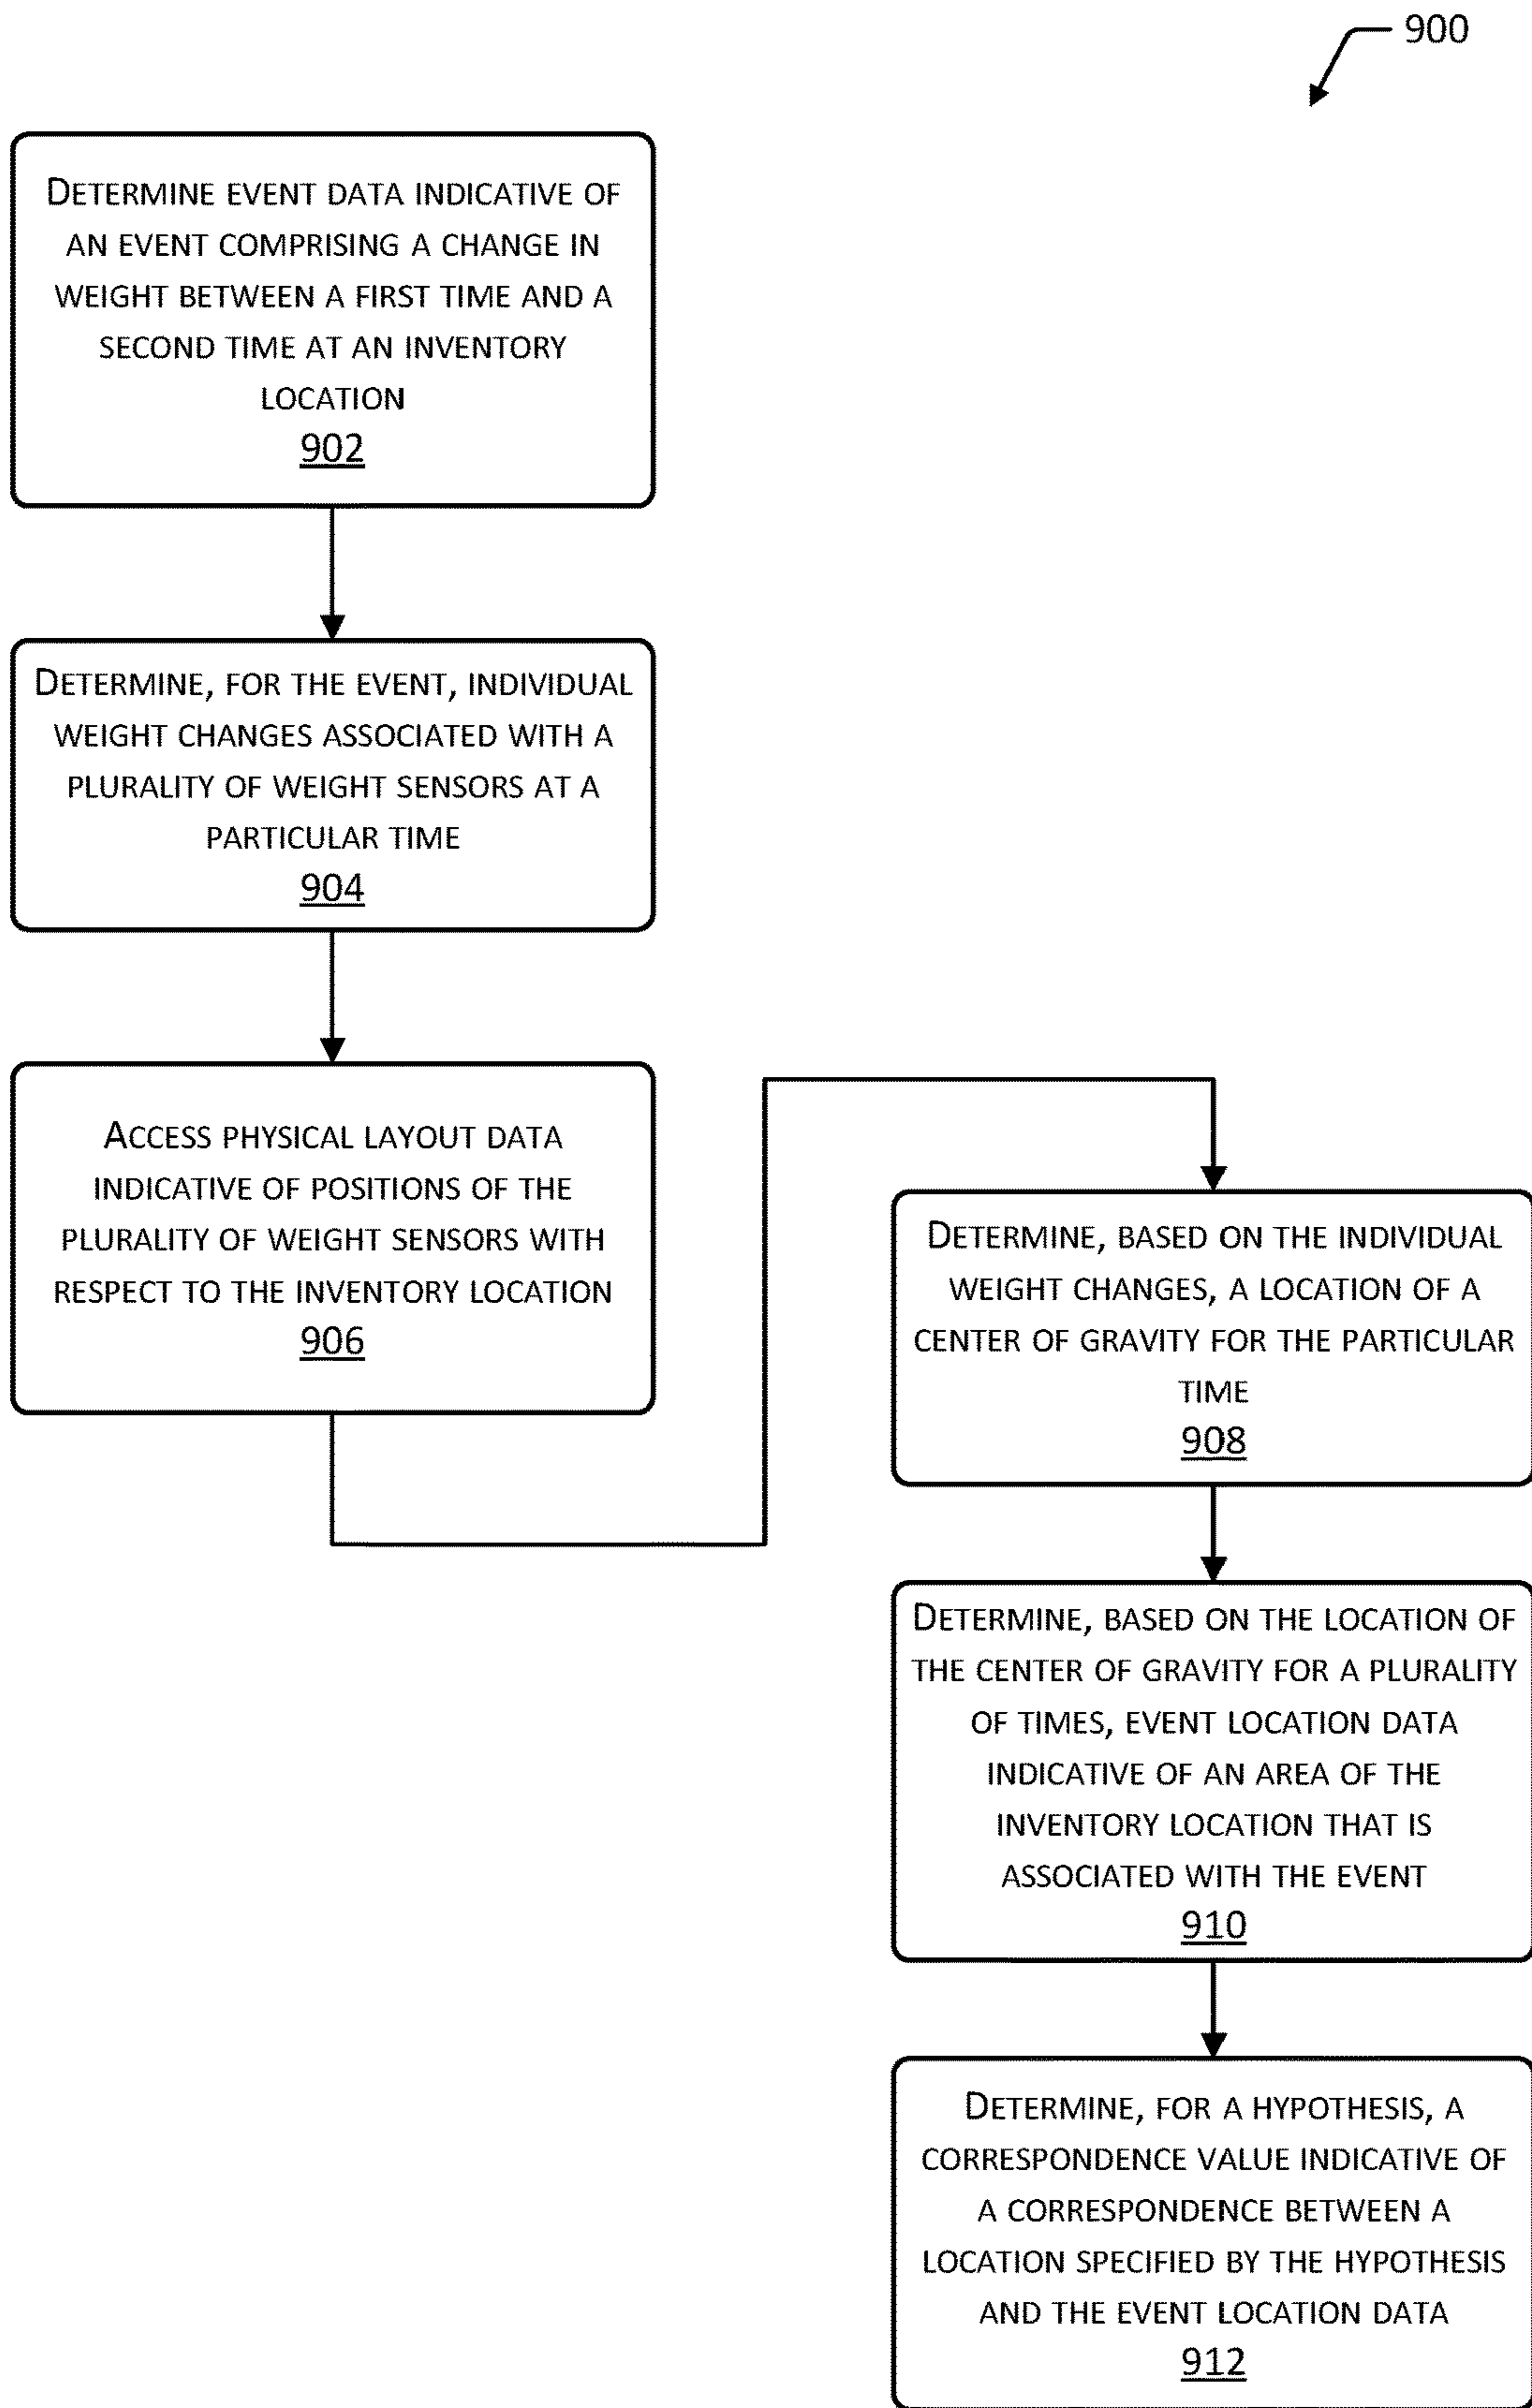 900
DETERMINE EVENT DATA INDICATIVE OF
AN EVENT COMPRISING A CHANGE IN
WEIGHT BETWEEN A FIRST TIME AND A
SECOND TIME AT AN INVENTORY
LOCATION
902
DETERMINE, FOR THE EVENT, INDIVIDUAL
WEIGHT CHANGES ASSOCIATED WITH A
PLURALITY OF WEIGHT SENSORS AT A
PARTICULAR TIME
904
ACCESS PHYSICAL LAYOUT DATA
INDICATIVE OF POSITIONS OF THE
PLURALITY OF WEIGHT SENSORS WITH
RESPECT TO THE INVENTORY LOCATION
906
DETERMINE, BASED ON THE INDIVIDUAL
WEIGHT CHANGES, A LOCATION OF A
CENTER OF GRAVITY FOR THE PARTICULAR
TIME
908
DETERMINE, BASED ON THE LOCATION OF
THE CENTER OF GRAVITY FOR A PLURALITY
OF TIMES, EVENT LOCATION DATA
INDICATIVE OF AN AREA OF THE
INVENTORY LOCATION THAT IS
ASSOCIATED WITH THE EVENT
910
DETERMINE, FOR A HYPOTHESIS, A
CORRESPONDENCE VALUE INDICATIVE OF
A CORRESPONDENCE BETWEEN A
LOCATION SPECIFIED BY THE HYPOTHESIS
AND THE EVENT LOCATION DATA
912